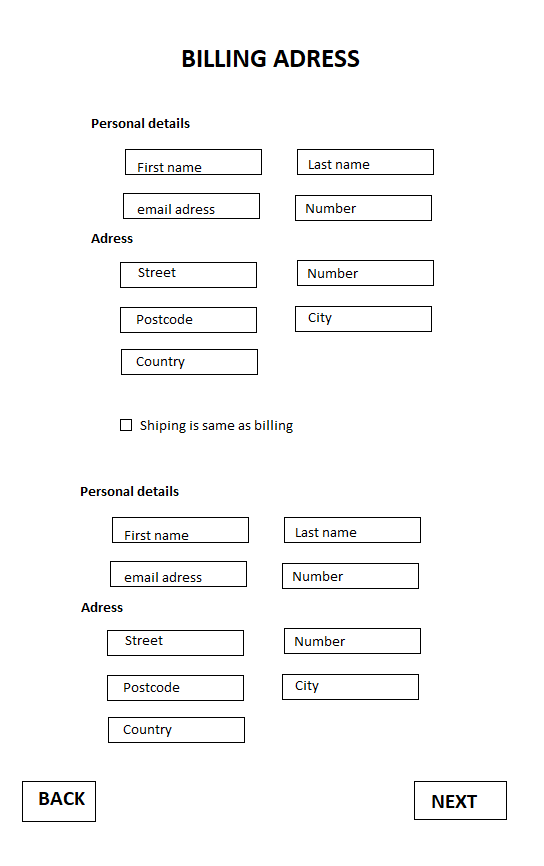 BILLING ADRESS
Personal details
First name
Last name
email adress
Number
Adress
Street
Number
Postcode
City
Country
Shiping is same as billing
Personal details
First name
Last name
email adress
Number
Adress
Street
Number
Postcode
City
Country
BACK
NEXT